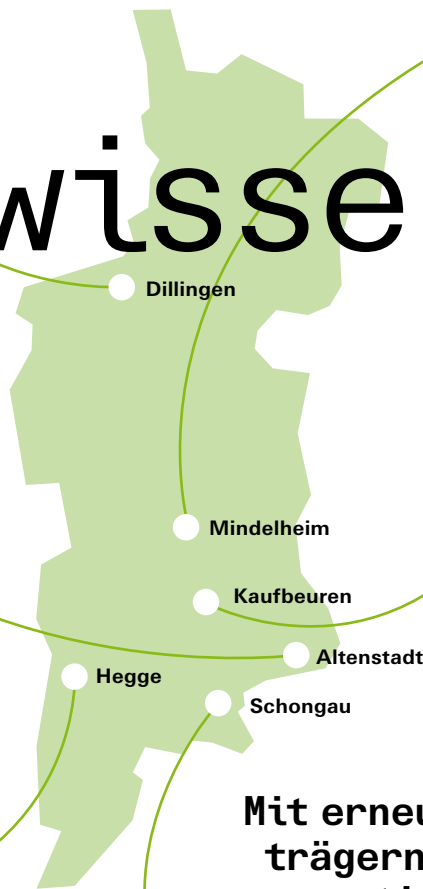 wisse
Dillingen
Mindelheim
Kaufbeuren
Altenstadt
Hegge
Schongau
Mit erneu
trägern